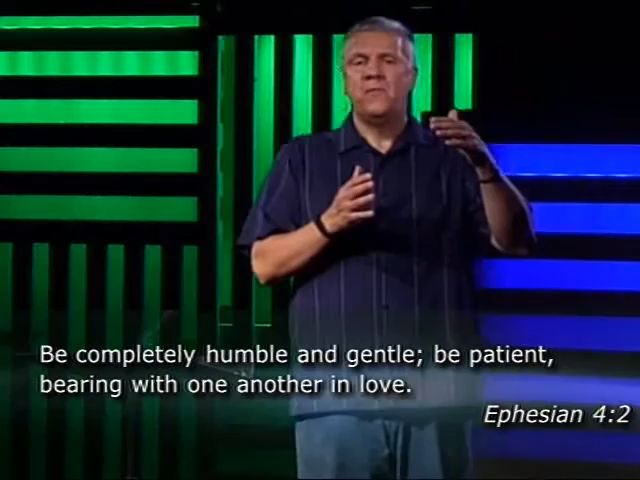 Be completely humble and gentle; be patient,
bearing with one another in love.
Ephesian 4:2